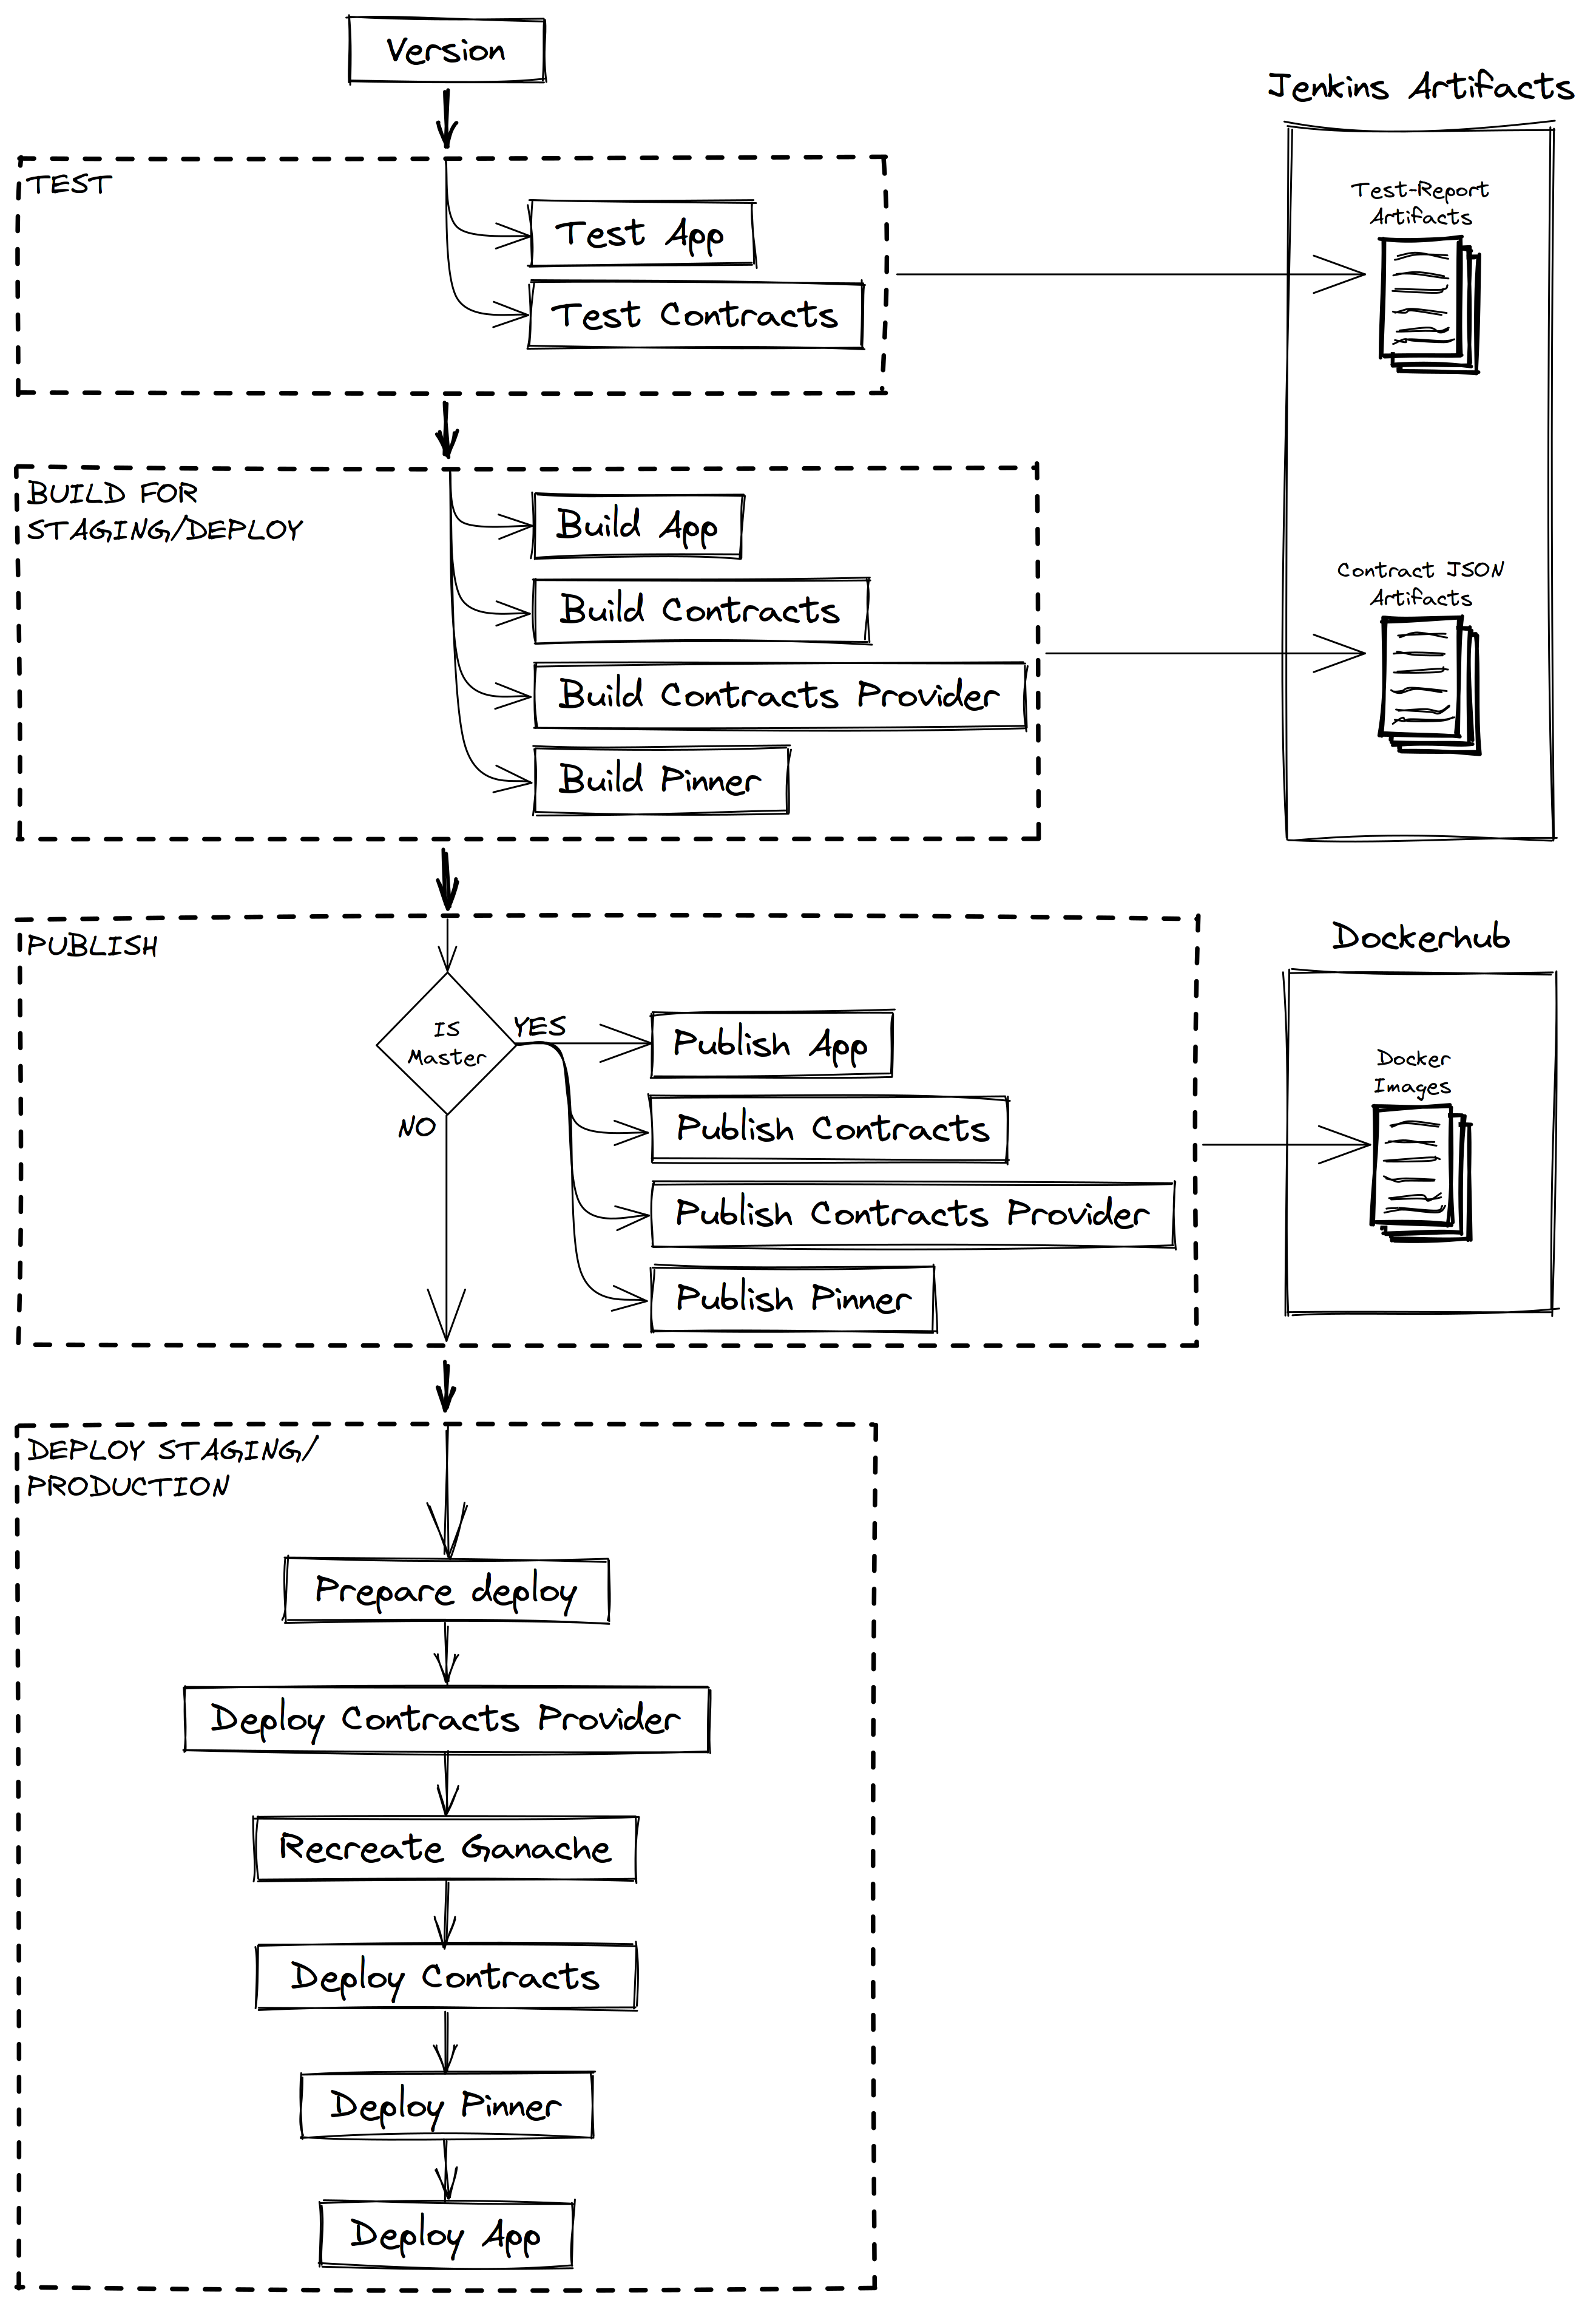 Version
Jenkins Artifacts
TEST
Test-Report
Artifacts
Test App
Test Contracts
BUILD FOR
STAGING/DEPLOY
Build App
Build Contracts
Build Contracts Provider
Build Pinner
Contract JSON
Artifacts
PUBLISH
Dockerhub
IS
Master
YES
NO
Publish App
Publish Contracts
Publish Contracts Provider
Publish Pinner
Docker
Images
DEPLOY STAGING/
PRODUCTION
Prepare deploy
Deploy Contracts Provider
Recreate Ganache
Deploy Contracts
Deploy Pinner
Deploy App